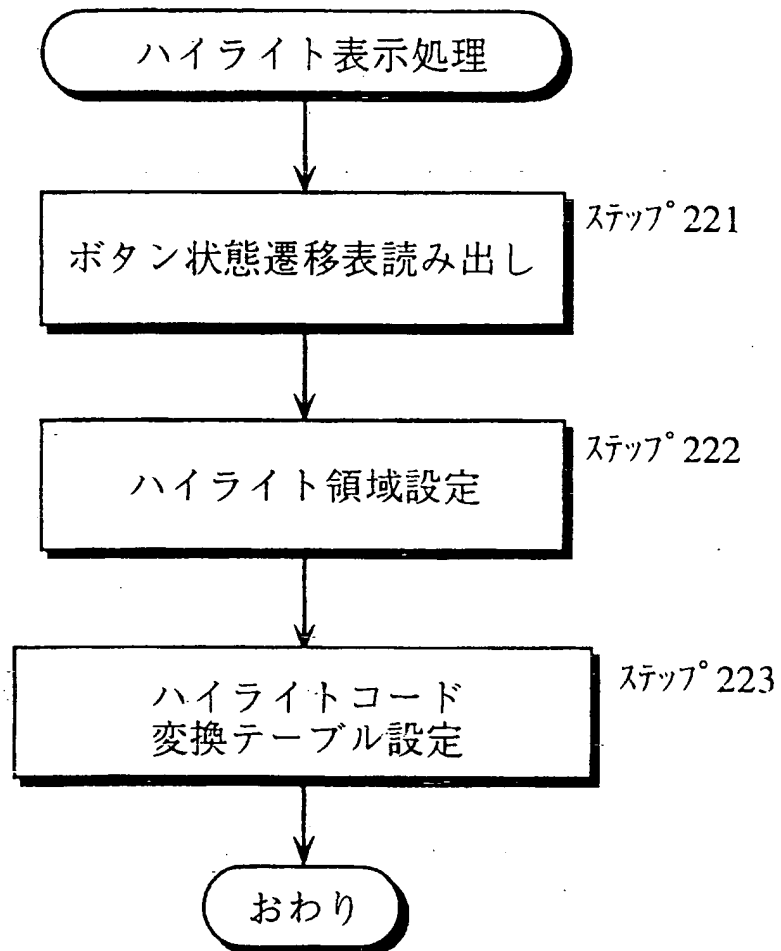 ハイライト表示処理
ステップ221
ボタン状態遷移表読み出し
ステップ222
ハイライト領域設定
ステップ223
ハイライトコード
変換テーブル設定
おわり